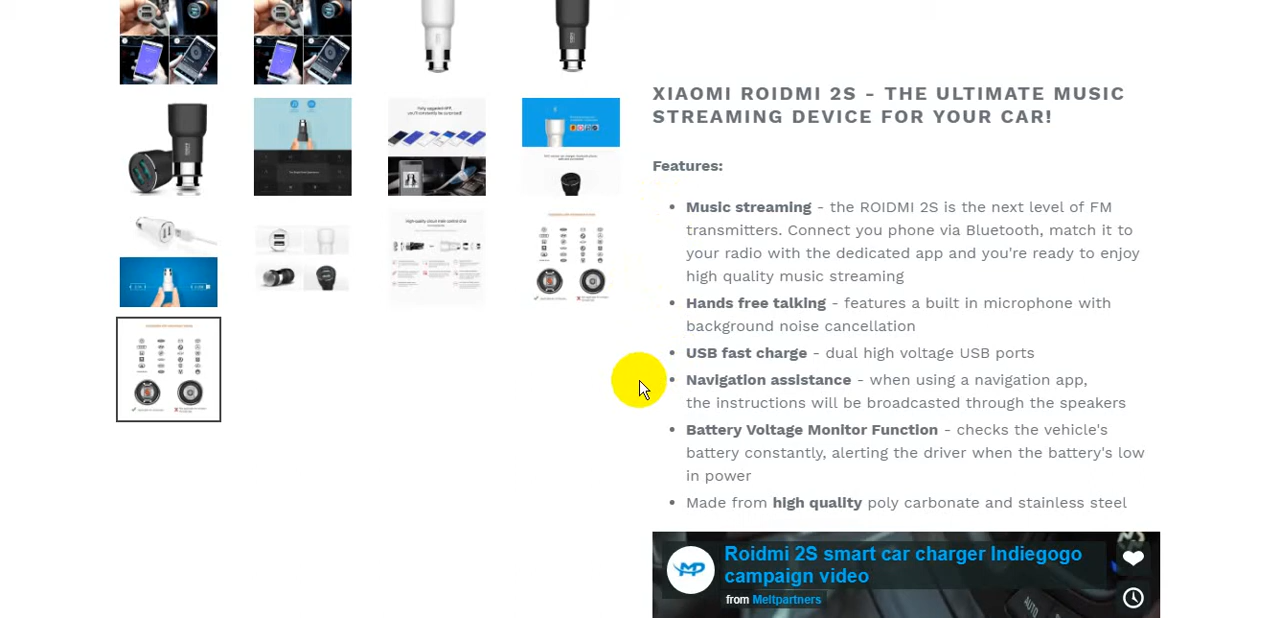 XIAOMI ROIDMI 2S - THE ULTIMATE MUSIC
STREAMING DEVICE FOR YOUR CAR!
Features:
Music streaming - the ROIDMI 2S is the next level of FM
transmitters. Connect you phone via Bluetooth, match it to
your radio with the dedicated app and you're ready to enjoy
high quality music streaming
Hands free talking - features a built in microphone with
background noise cancellation
USB fast charge - dual high voltage USB ports
Navigation assistance - when using a navigation app,
the instructions will be broadcasted through the speakers
Battery Voltage Monitor Function - checks the vehicle's
battery constantly, alerting the driver when the battery's low
in power
Made from high quality poly carbonate and stainless steel
Roidmi 2S smart car charger Indiegogo
campaign video
from Meltpartners
AUTO